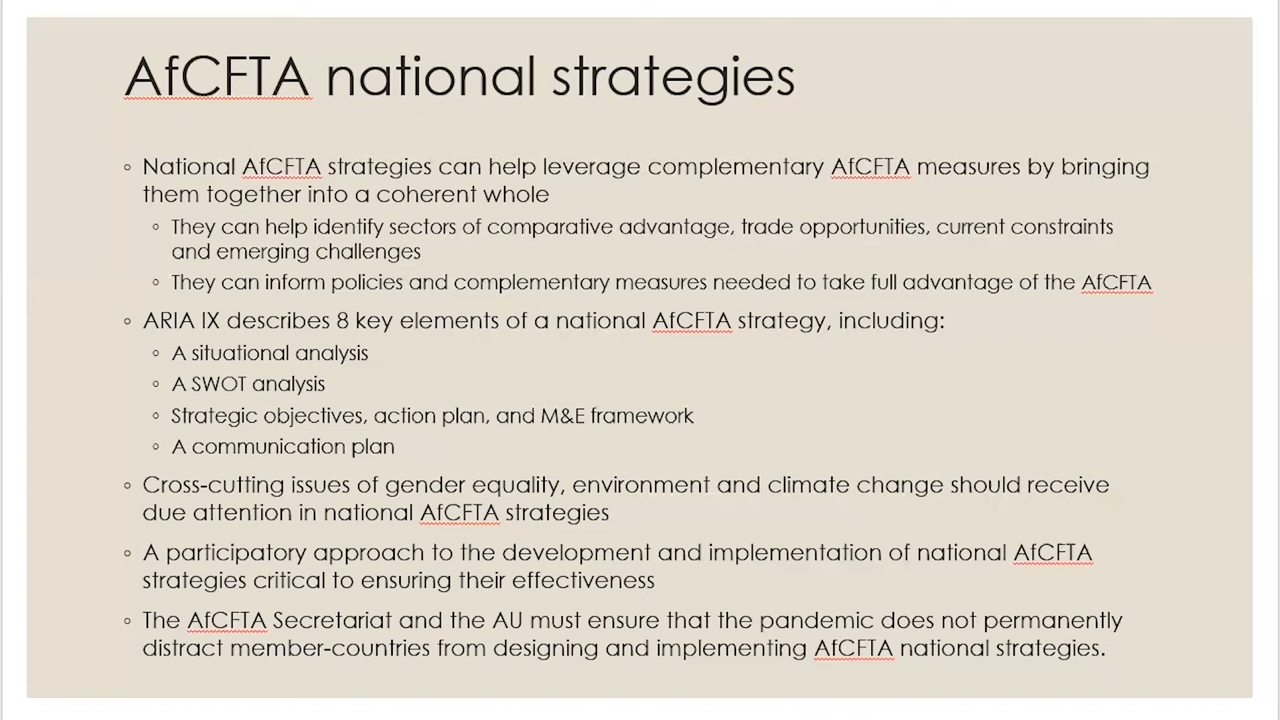 AfCFTA national strategies
◦ National AfCFTA strategies can help leverage complementary AfCFTA measures by bringing
them together into a coherent whole
◦ They can help identify sectors of comparative advantage, trade opportunities, current constraints
and emerging challenges
◦ They can inform policies and complementary measures needed to take full advantage of the AfCFTA
◦ ARIA IX describes 8 key elements of a national AfCFTA strategy, including:
◦ A situational analysis
◦ A SWOT analysis
◦ Strategic objectives, action plan, and M&E framework
◦ A communication plan
◦ Cross-cutting issues of gender equality, environment and climate change should receive
due attention in national AfCFTA strategies
◦ A participatory approach to the development and implementation of national AfCFTA
strategies critical to ensuring their effectiveness
◦ The AfCFTA Secretariat and the AU must ensure that the pandemic does not permanently
distract member-countries from designing and implementing AfCFTA national strategies.